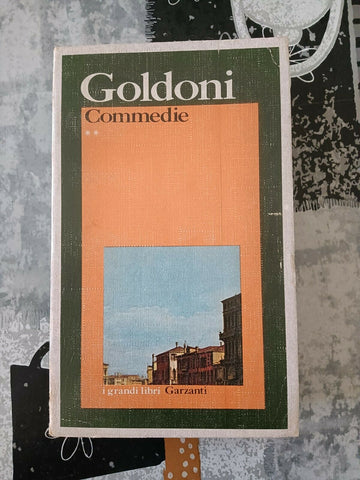 Goldoni
Commedie
**
i grandi libri Garzanti